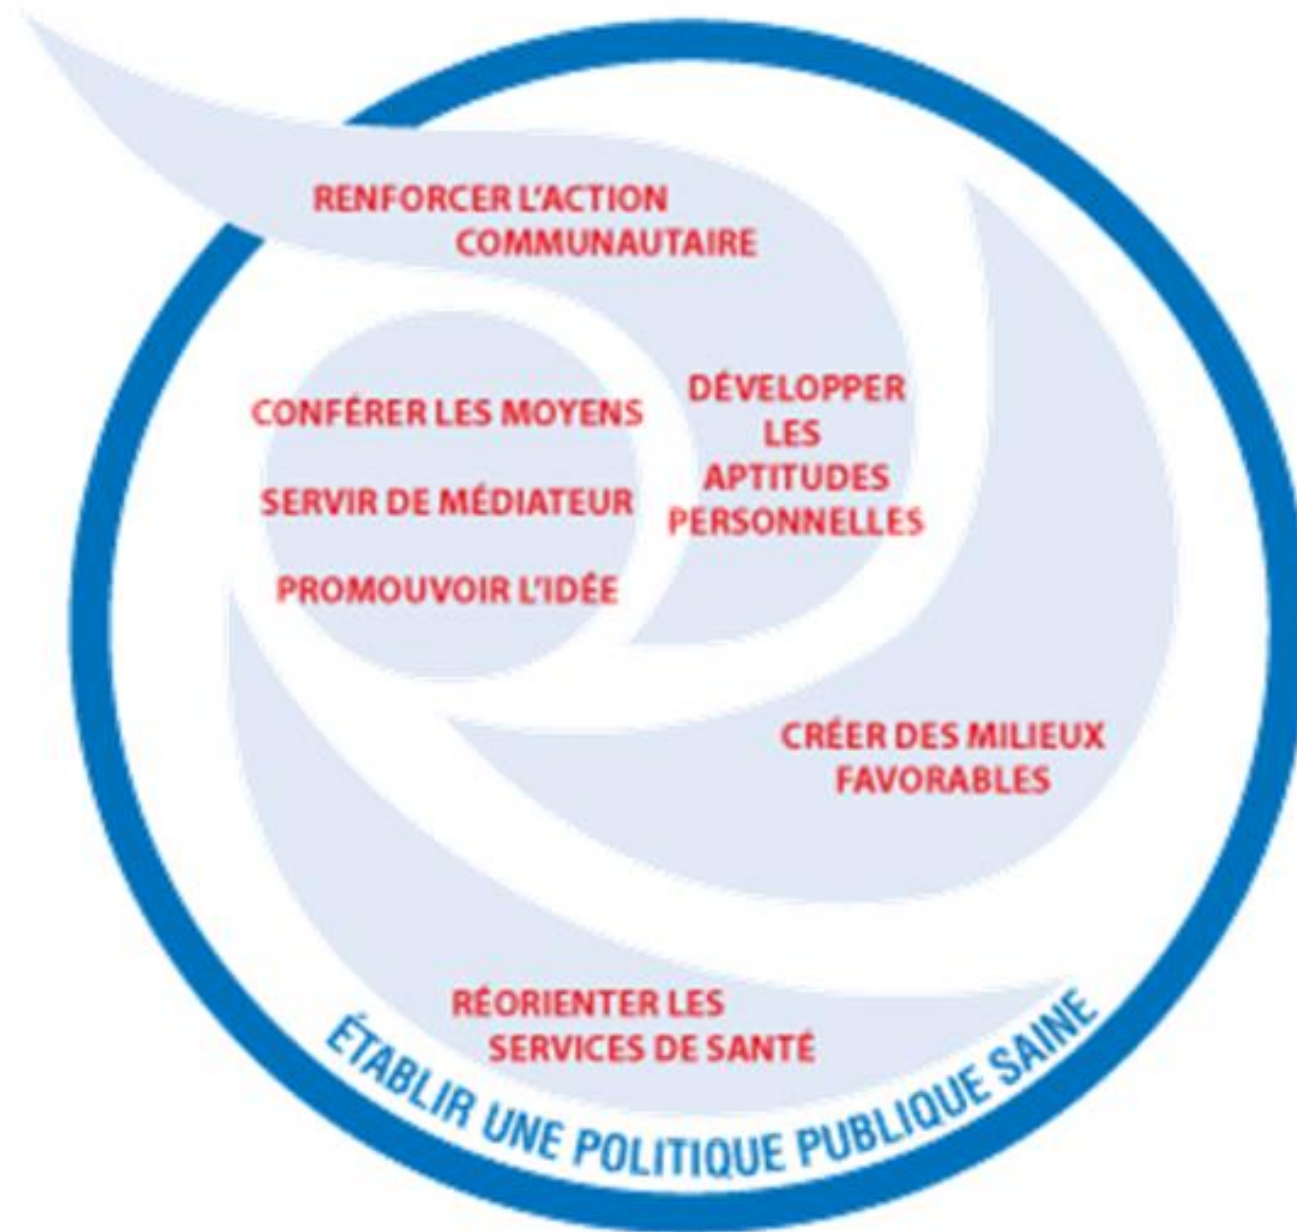 RENFORCER L'ACTION
COMMUNAUTAIRE
CONFÉRER LES MOYENS
SERVIR DE MÉDIATEUR
PROMOUVOIR L'IDÉE
DÉVELOPPER
LES
APTITUDES
PERSONNELLES
CRÉER DES MILIEUX
FAVORABLES
RÉORIENTER LES
SERVICES DE SANTÉ
ÉTABLIR UNE POLITIQUE PUBLIQUE SAINE